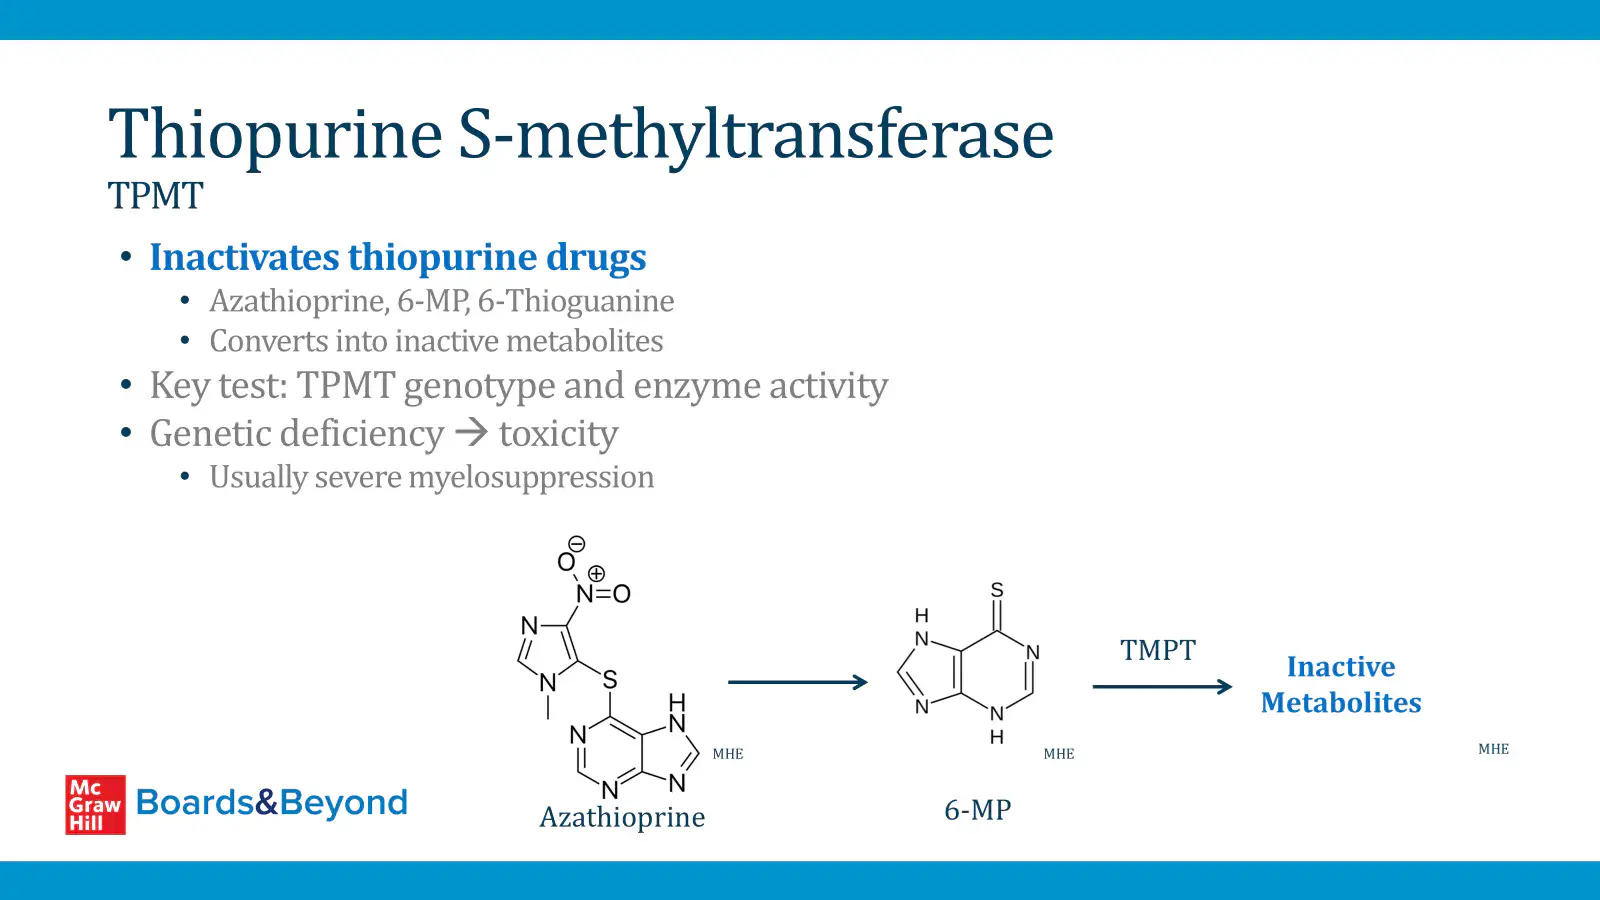 Thiopurine S-methyltransferase
TPMT
• Inactivates thiopurine drugs
• Azathioprine, 6-MP, 6-Thioguanine
• Converts into inactive metabolites
• Key test: TPMT genotype and enzyme activity
• Genetic deficiency → toxicity
• Usually severe myelosuppression
O
⊖
N
⊕
=O
N
N
S
N
N
H
N
N
MHE
Azathioprine
S
H
N
N
N
N
H
MHE
6-MP
TMPT
Inactive
Metabolites
MHE
Mc
Graw
Hill
Boards&Beyond